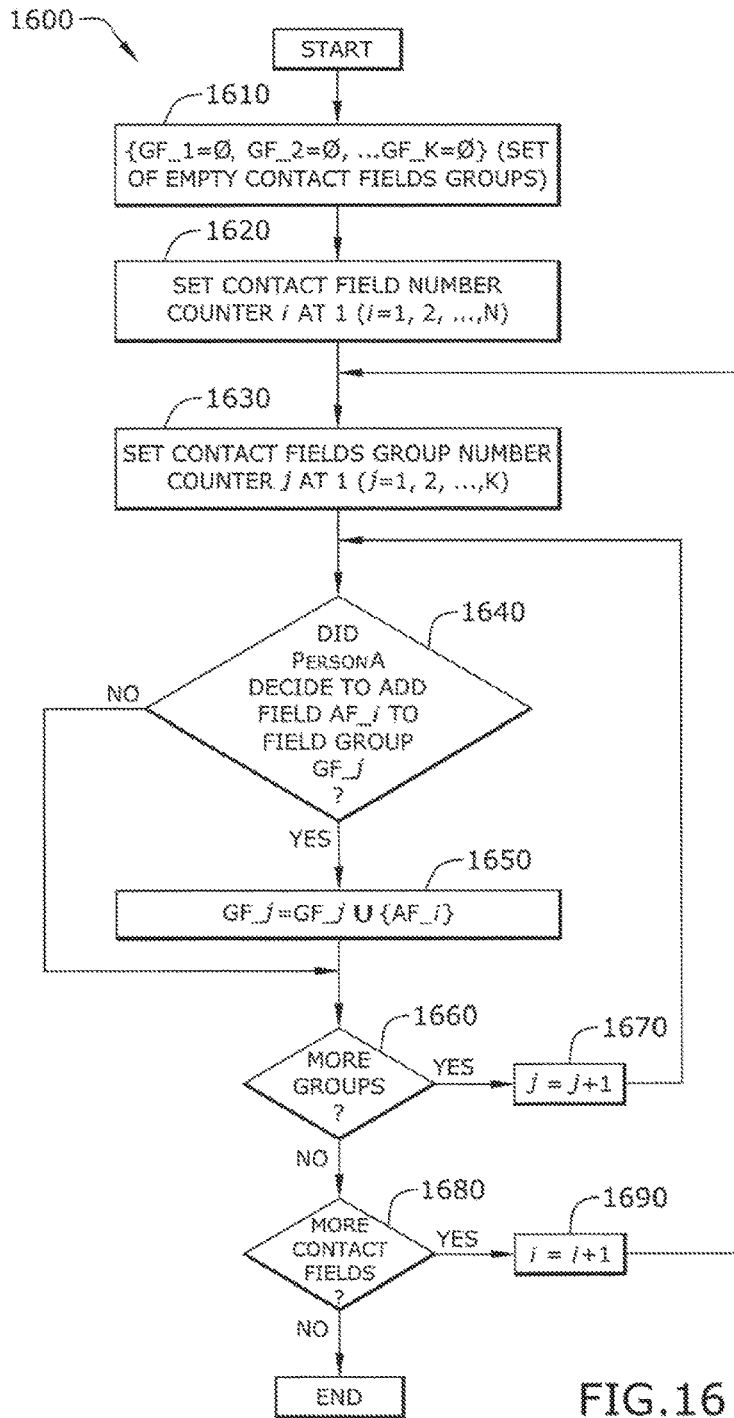 1600
START
1610
{GF_1=Ø, GF_2=Ø, ...GF_K=Ø} (SET
OF EMPTY CONTACT FIELDS GROUPS)
1620
SET CONTACT FIELD NUMBER
COUNTER i AT 1 (i=1, 2, ...,N)
1630
SET CONTACT FIELDS GROUP NUMBER
COUNTER j AT 1 (j=1, 2, ...,K)
1640
DID
PERSONA
DECIDE TO ADD
FIELD AF_i TO
FIELD GROUP
GF_j
?
NO
YES
1650
GF_j=GF_j U {AF_i}
1660
MORE
GROUPS
?
YES
1670
j = j+1
NO
1680
MORE
CONTACT
FIELDS
?
YES
1690
i = i+1
NO
END
FIG.16